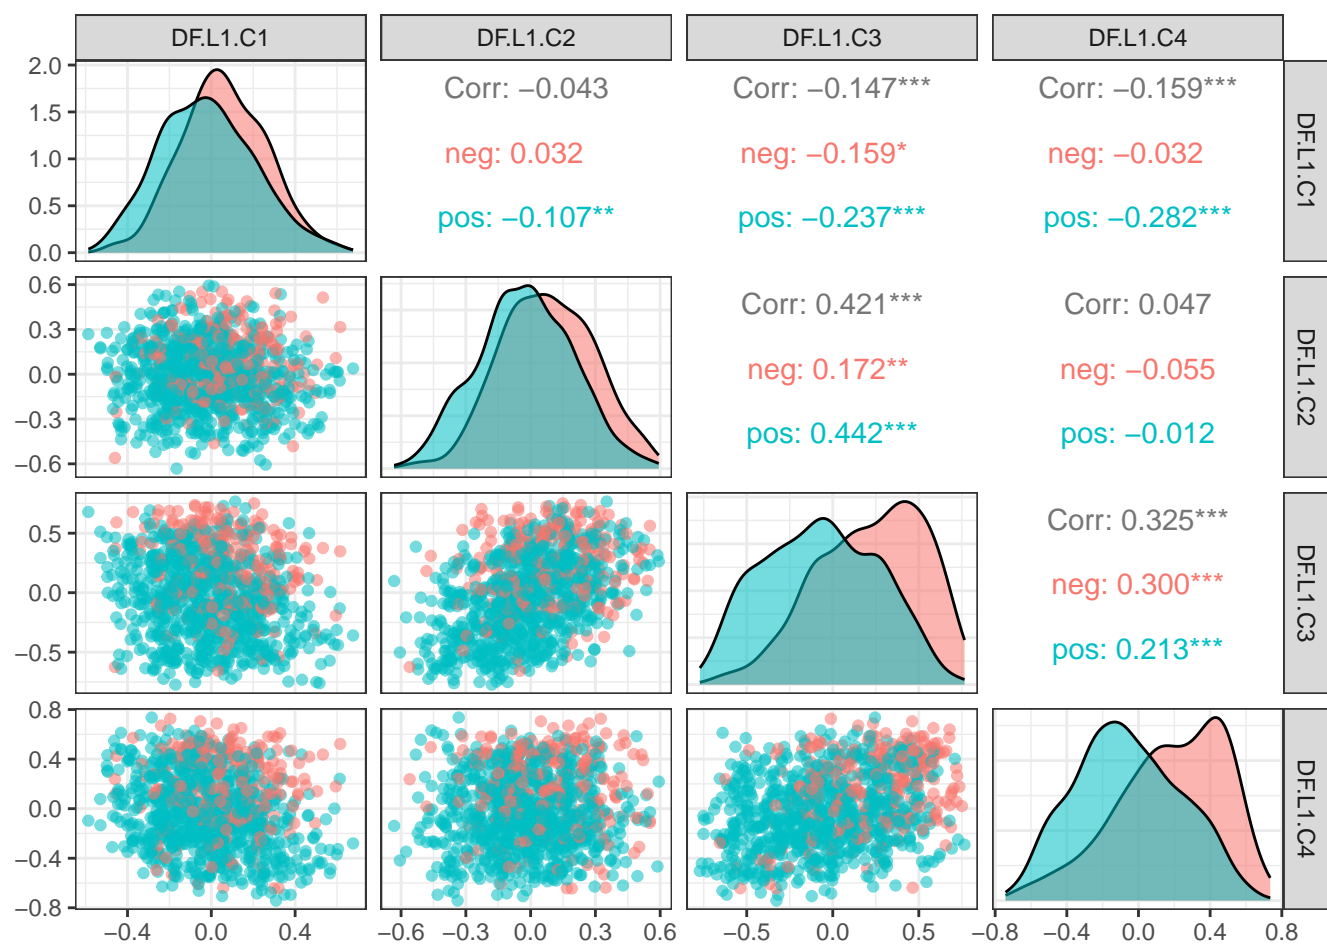 DF.L1.C1 DF.L1.C2 DF.L1.C3 DF.L1.C4
2.0
1.5
1.0
0.5
0.0
Corr: −0.043
neg: 0.032
pos: −0.107**
Corr: −0.147***
neg: −0.159*
pos: −0.237***
Corr: −0.159***
neg: −0.032
pos: −0.282***
DF.L1.C1
0.6
0.3
0.0
−0.3
−0.6
Corr: 0.421***
neg: 0.172**
pos: 0.442***
Corr: 0.047
neg: −0.055
pos: −0.012
DF.L1.C2
0.5
0.0
−0.5
Corr: 0.325***
neg: 0.300***
pos: 0.213***
DF.L1.C3
0.8
0.4
0.0
−0.4
−0.8
DF.L1.C4
−0.4 0.0 0.4 −0.6 −0.3 0.0 0.3 0.6 −0.5 0.0 0.5 −0.8 −0.4 0.0 0.4 0.8